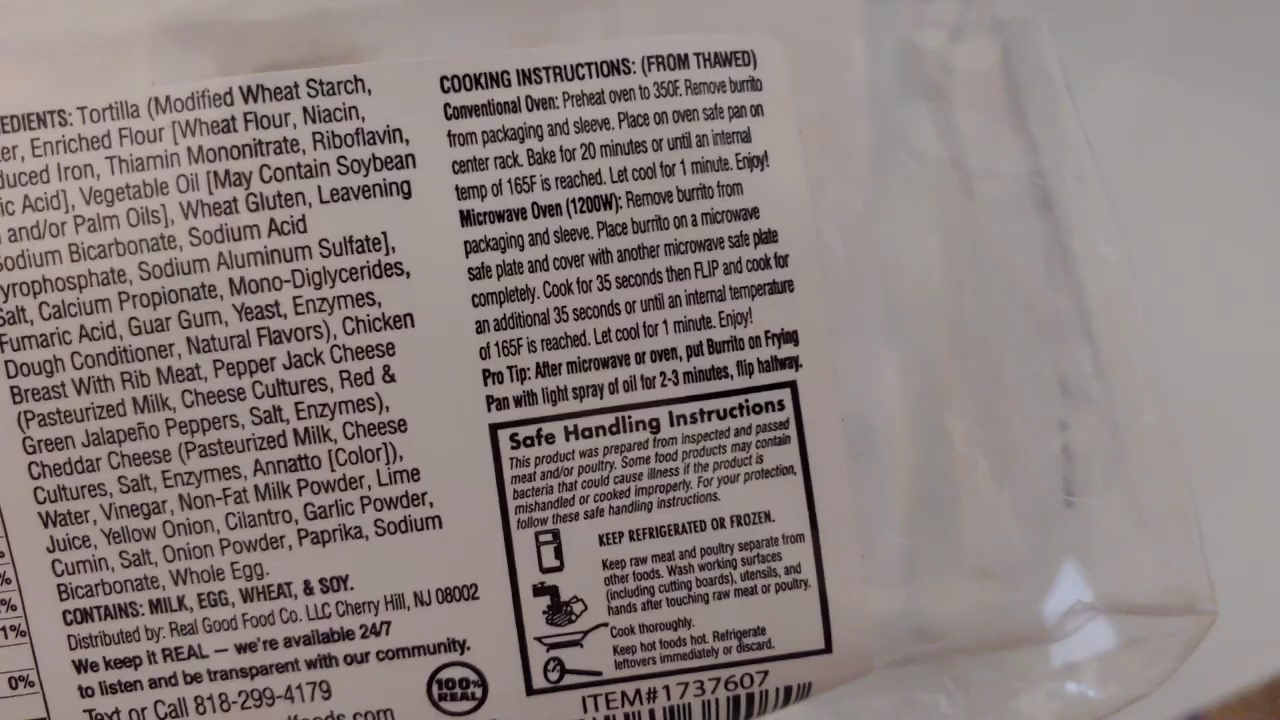 EDIENTS: Tortilla (Modified Wheat Starch,
er, Enriched Flour [Wheat Flour, Niacin,
duced Iron, Thiamin Mononitrate, Riboflavin,
ic Acid], Vegetable Oil [May Contain Soybean
and/or Palm Oils], Wheat Gluten, Leavening
Sodium Bicarbonate, Sodium Acid
yrophosphate, Sodium Aluminum Sulfate],
Salt, Calcium Propionate, Mono-Diglycerides,
Fumaric Acid, Guar Gum, Yeast, Enzymes,
Dough Conditioner, Natural Flavors), Chicken
Breast With Rib Meat, Pepper Jack Cheese
(Pasteurized Milk, Cheese Cultures, Red &
Green Jalapeño Peppers, Salt, Enzymes),
Cheddar Cheese (Pasteurized Milk, Cheese
Cultures, Salt, Enzymes, Annatto [Color]),
Water, Vinegar, Non-Fat Milk Powder, Lime
Juice, Yellow Onion, Cilantro, Garlic Powder,
Cumin, Salt, Onion Powder, Paprika, Sodium
Bicarbonate, Whole Egg.
CONTAINS: MILK, EGG, WHEAT, & SOY.
Distributed by: Real Good Food Co. LLC Cherry Hill, NJ 08002
We keep it REAL – we're available 24/7
to listen and be transparent with our community.
Text or Call 818-299-4179
foods.com
100%
REAL
%
%
1%
0%
COOKING INSTRUCTIONS: (FROM THAWED)
Conventional Oven: Preheat oven to 350F. Remove burrito
from packaging and sleeve. Place on oven safe pan on
center rack. Bake for 20 minutes or until an internal
temp of 165F is reached. Let cool for 1 minute. Enjoy!
Microwave Oven (1200W): Remove burrito from
packaging and sleeve. Place burrito on a microwave
safe plate and cover with another microwave safe plate
completely. Cook for 35 seconds then FLIP and cook for
an additional 35 seconds or until an internal temperature
of 165F is reached. Let cool for 1 minute. Enjoy!
Pro Tip: After microwave or oven, put Burrito on Frying
Pan with light spray of oil for 2-3 minutes, flip halfway.
Safe Handling Instructions
This product was prepared from inspected and passed
meat and/or poultry. Some food products may contain
bacteria that could cause illness if the product is
mishandled or cooked improperly. For your protection,
follow these safe handling instructions.
KEEP REFRIGERATED OR FROZEN.
Keep raw meat and poultry separate from
other foods. Wash working surfaces
(including cutting boards), utensils, and
hands after touching raw meat or poultry.
Cook thoroughly.
Keep hot foods hot. Refrigerate
leftovers immediately or discard.
ITEM#1737607